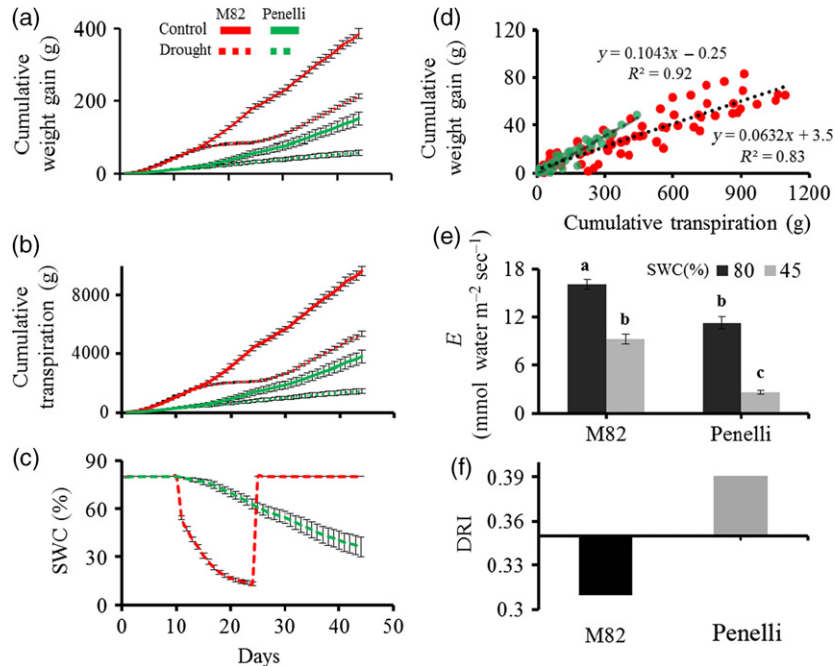 (a)
M82 Penelli
Control
Drought
Cumulative
weight gain (g)
400
200
0
(b)
Cumulative
transpiration (g)
8000
4000
0
(c)
SWC (%)
90
60
30
0
0 10 20 30 40 50
Days
(d)
y = 0.1043x – 0.25
R² = 0.92
Cumulative
weight gain (g)
120
80
40
0
y = 0.0632x + 3.5
R² = 0.83
0 300 600 900 1200
Cumulative transpiration (g)
(e)
E
(mmol water m⁻² sec⁻¹)
18
12
6
0
SWC(%) 80 45
a
b
b
c
M82 Penelli
(f)
DRI
0.39
0.36
0.33
0.3
M82 Penelli